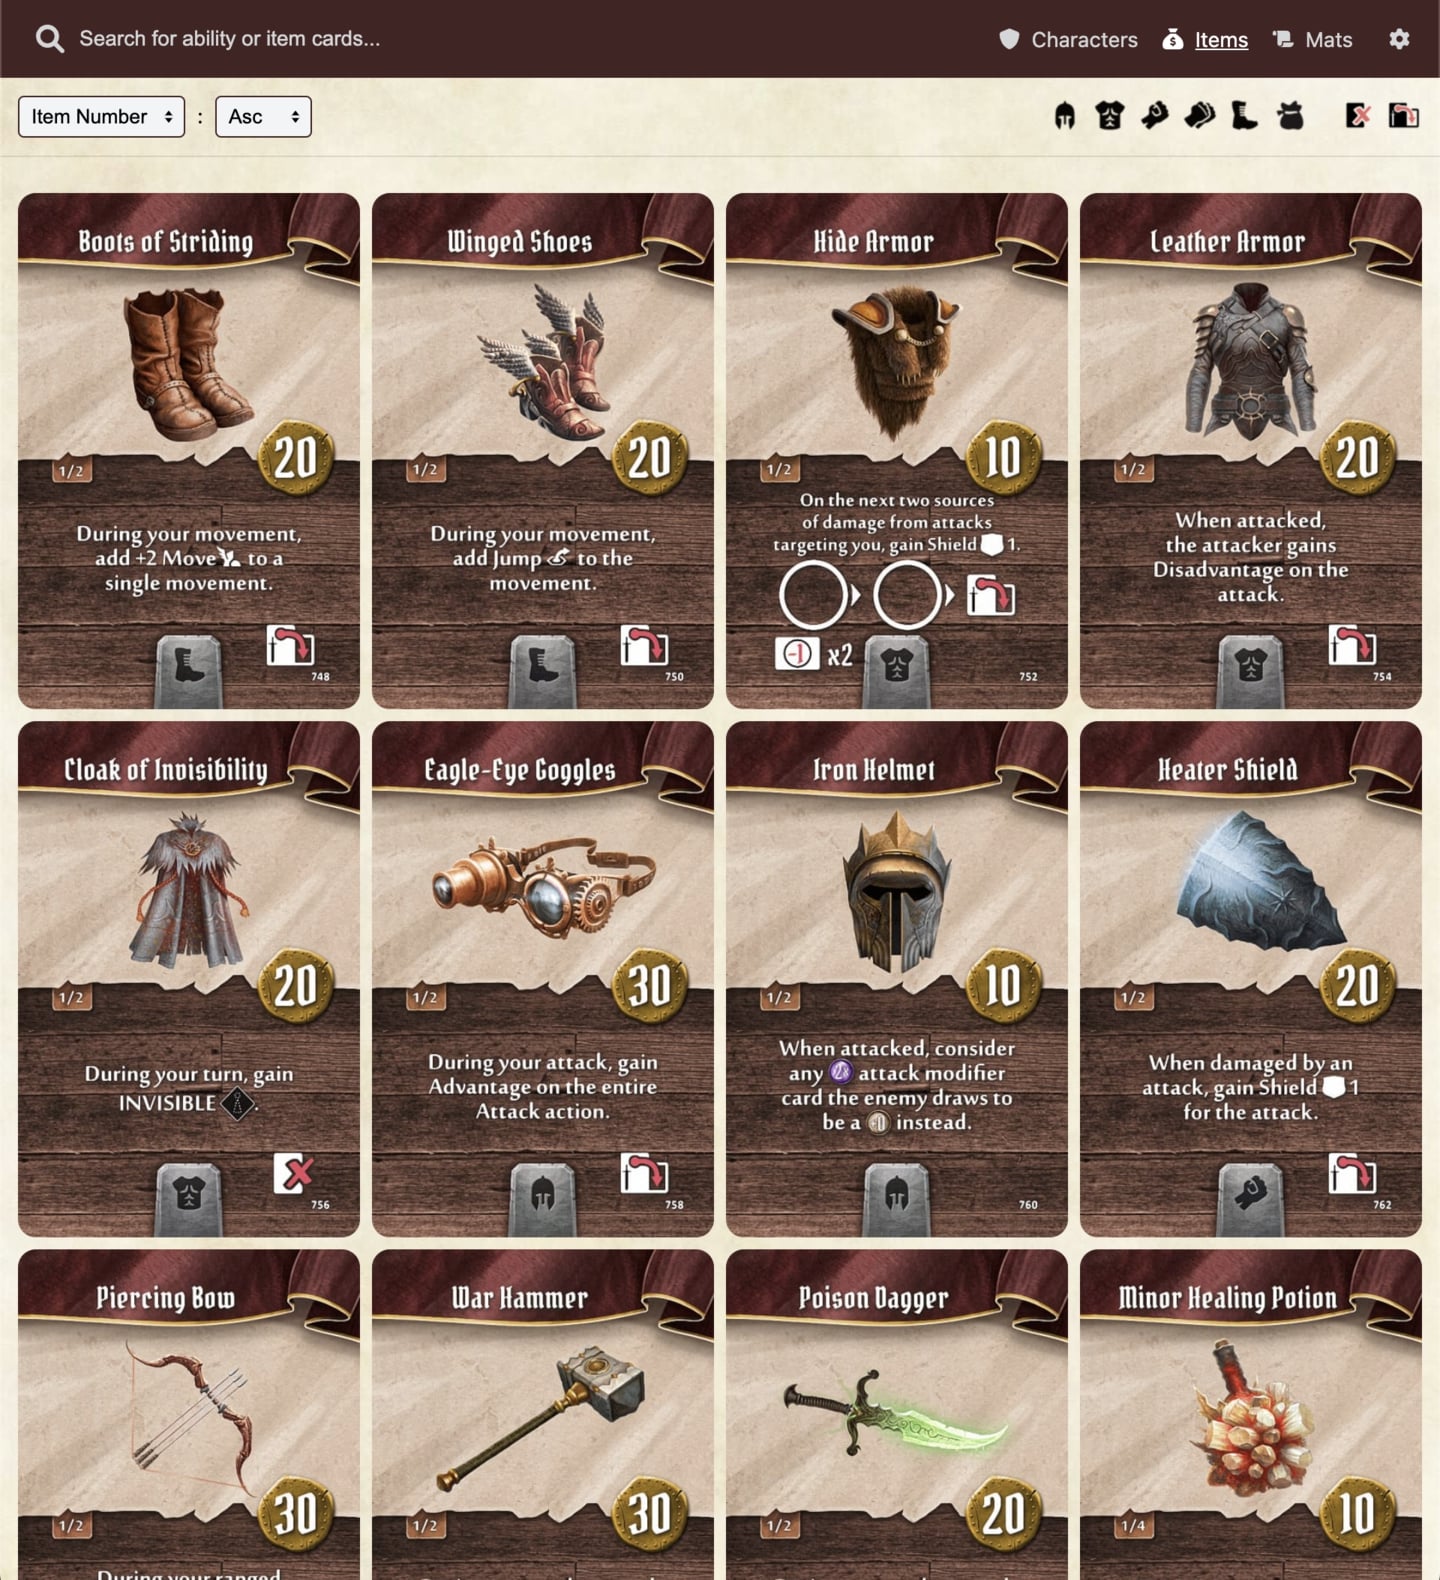 Search for ability or item cards...
Characters
Items
Mats
Item Number
:
Asc
Boots of Striding
20
1/2
During your movement,
add +2 Move to a
single movement.
748
Winged Shoes
20
1/2
During your movement,
add Jump to the
movement.
750
Hide Armor
10
1/2
On the next two sources
of damage from attacks
targeting you, gain Shield 1.
-1 x2
752
Leather Armor
20
1/2
When attacked,
the attacker gains
Disadvantage on the
attack.
754
Cloak of Invisibility
20
1/2
During your turn, gain
INVISIBLE .
756
Eagle-Eye Goggles
30
1/2
During your attack, gain
Advantage on the entire
Attack action.
758
Iron Helmet
10
1/2
When attacked, consider
any 2x attack modifier
card the enemy draws to
be a +0 instead.
760
Heater Shield
20
1/2
When damaged by an
attack, gain Shield 1
for the attack.
762
Piercing Bow
30
1/2
During your ranged
War Hammer
30
1/2
Poison Dagger
20
1/2
Minor Healing Potion
10
1/4